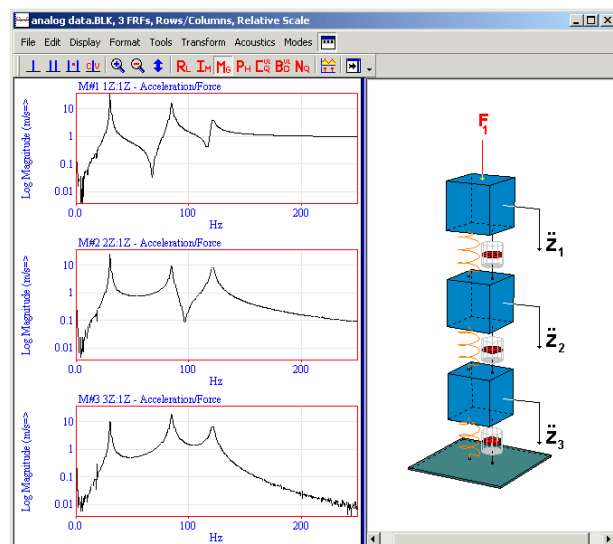 analog data.BLK, 3 FRFs, Rows/Columns, Relative Scale
File Edit Display Format Tools Transform Acoustics Modes
RL IM MG PH NQ
M#1 1Z:1Z - Acceleration/Force
Log Magnitude (m/s=>
10
1
0.1
0.01
0.0 100 200
Hz
M#2 2Z:1Z - Acceleration/Force
Log Magnitude (m/s=>
10
1
0.1
0.01
0.0 100 200
Hz
M#3 3Z:1Z - Acceleration/Force
Log Magnitude (m/s=>
10
1
0.1
0.01
0.0 100 200
Hz
F1
z̈1
z̈2
z̈3